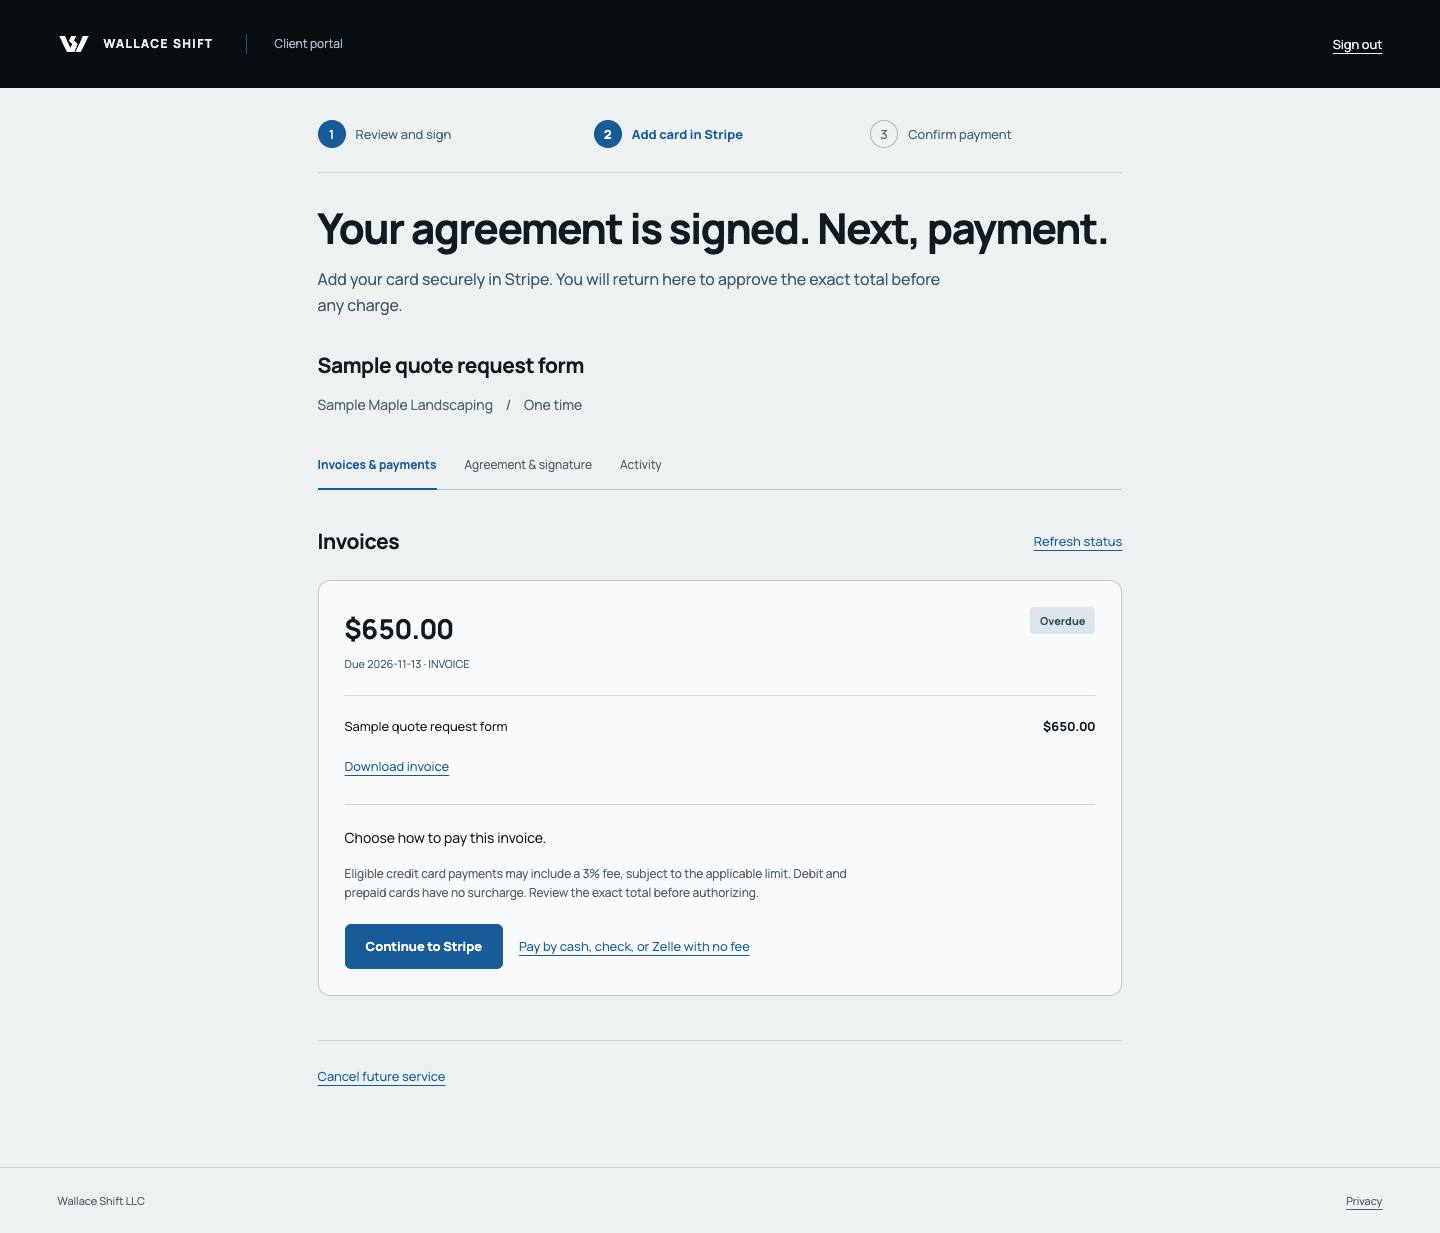 WALLACE SHIFT
Client portal
Sign out
1 Review and sign
2 Add card in Stripe
3 Confirm payment
Your agreement is signed. Next, payment.
Add your card securely in Stripe. You will return here to approve the exact total before
any charge.
Sample quote request form
Sample Maple Landscaping / One time
Invoices & payments
Agreement & signature
Activity
Invoices
Refresh status
$650.00
Overdue
Due 2026-11-13 · INVOICE
Sample quote request form
$650.00
Download invoice
Choose how to pay this invoice.
Eligible credit card payments may include a 3% fee, subject to the applicable limit. Debit and
prepaid cards have no surcharge. Review the exact total before authorizing.
Continue to Stripe
Pay by cash, check, or Zelle with no fee
Cancel future service
Wallace Shift LLC
Privacy